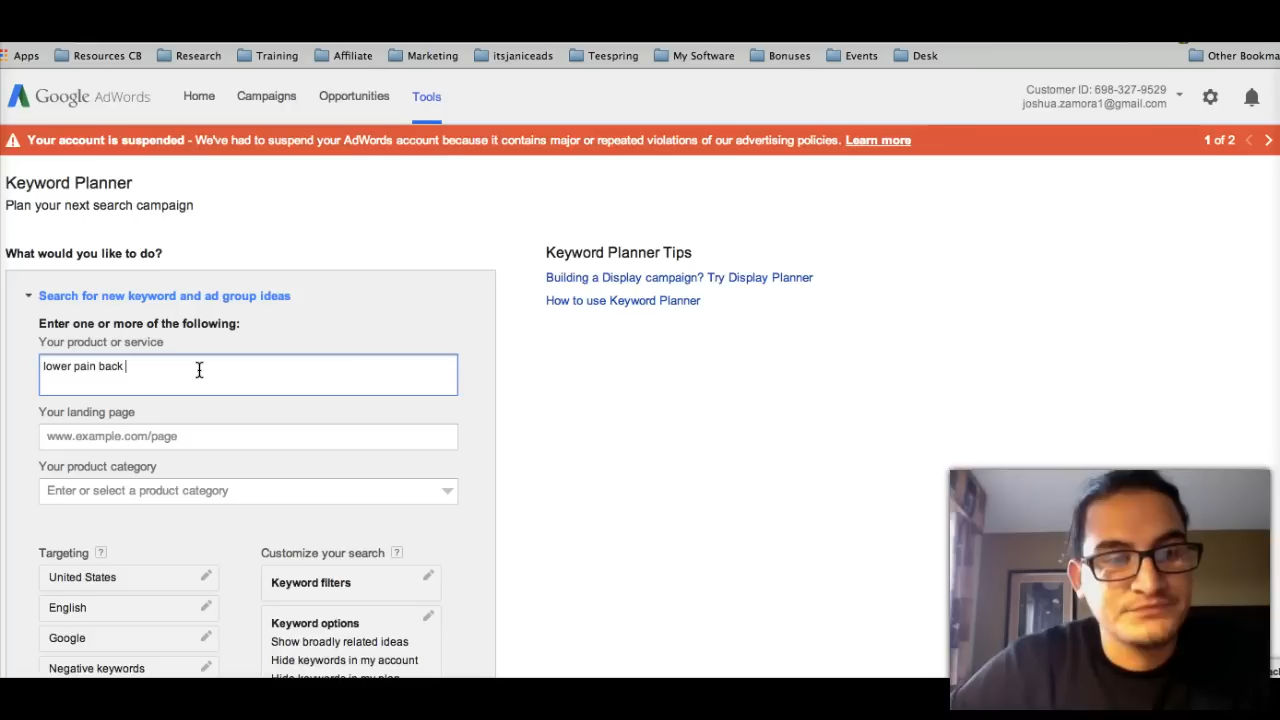 Apps Resources CB Research Training Affiliate Marketing itsjaniceads Teespring My Software Bonuses Events Desk Other Bookma
Google AdWords Home Campaigns Opportunities Tools Customer ID: 698-327-9529
joshua.zamora1@gmail.com
Your account is suspended - We've had to suspend your AdWords account because it contains major or repeated violations of our advertising policies. Learn more 1 of 2
Keyword Planner
Plan your next search campaign
What would you like to do?
Search for new keyword and ad group ideas
Enter one or more of the following:
Your product or service
lower pain back
Your landing page
www.example.com/page
Your product category
Enter or select a product category
Targeting ?
United States
English
Google
Negative keywords
Customize your search ?
Keyword filters
Keyword options
Show broadly related ideas
Hide keywords in my account
Hide keywords in my plan
Keyword Planner Tips
Building a Display campaign? Try Display Planner
How to use Keyword Planner